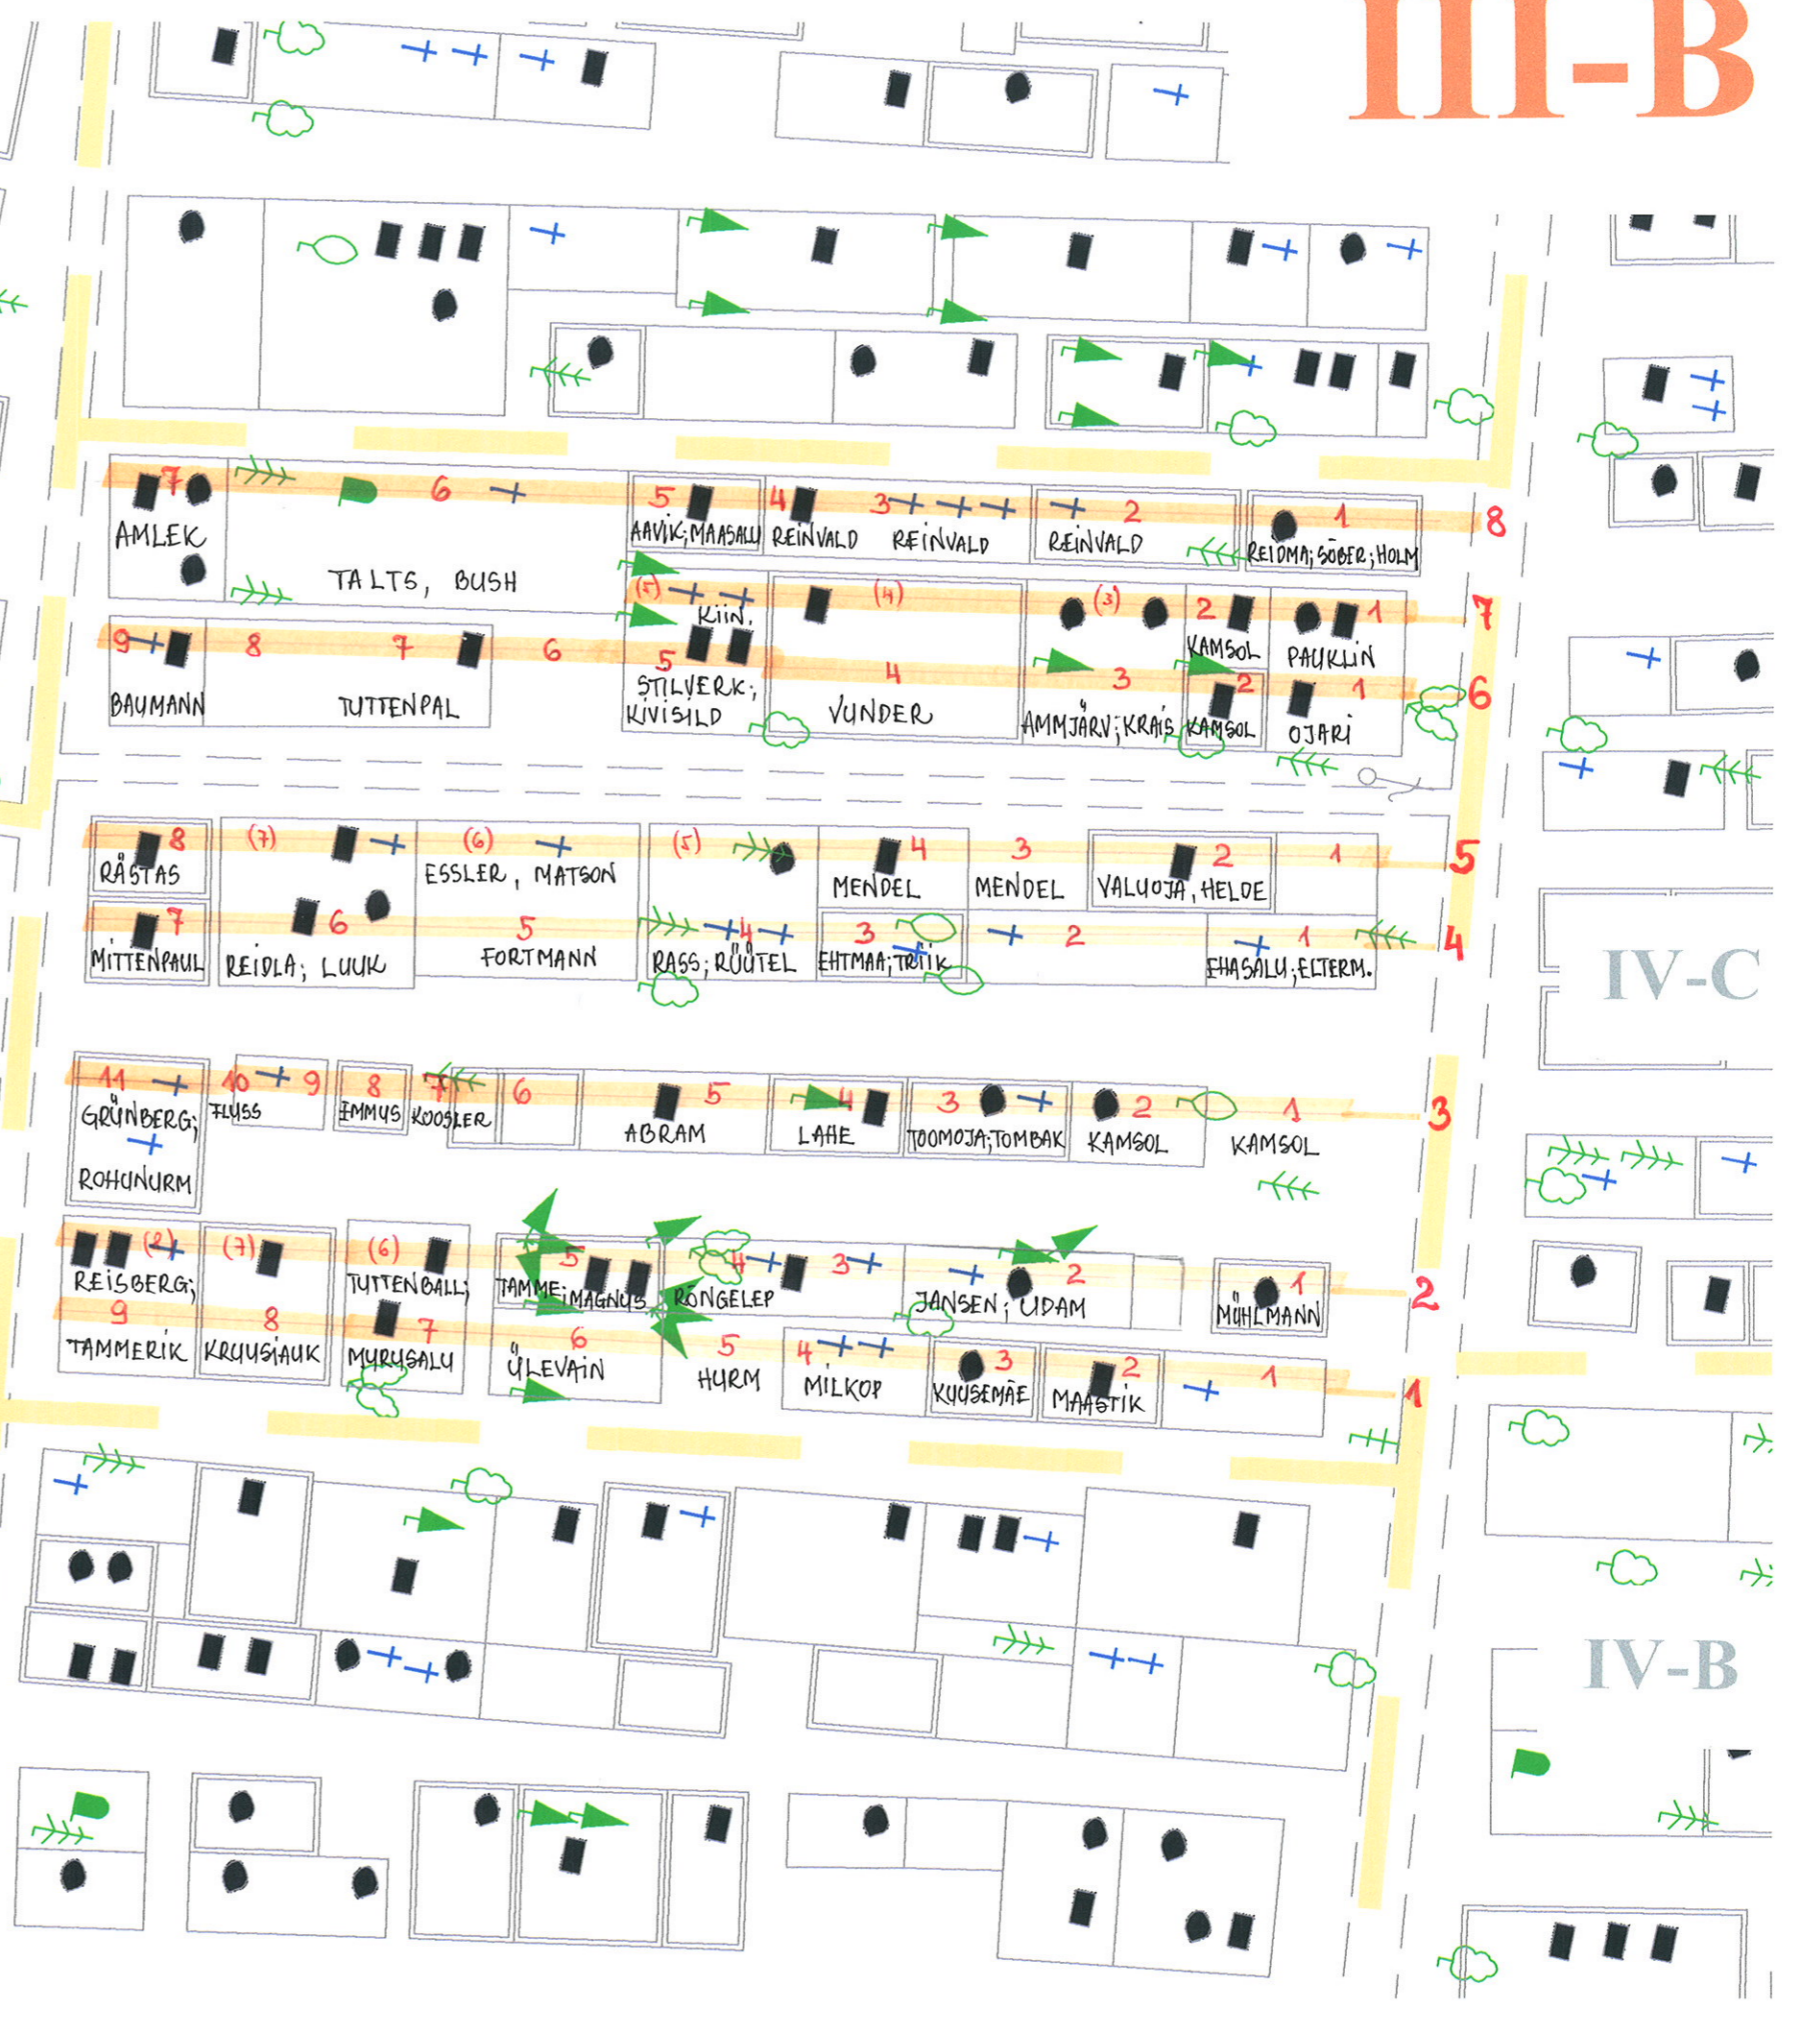 III-B
7 6 5 4 3 2 1 8
AMLEK AAVIK; MAASALU REINVALD REINVALD REINVALD REIDMA; SÕBER; HOLM
TALTS, BUSH
(5) (4) (3) 2 1 7
KIIN. KAMSOL PAUKLIN
9 8 7 6 5 4 3 2 1 6
BAUMANN TUTTENPAL STILVERK; VUNDER AMMJÄRV; KRAIS KAMSOL OJARI
KIVISILD
8 (7) (6) (5) 4 3 2 1 5
RÄSTAS ESSLER, MATSON MENDEL MENDEL VALUOJA, HELDE
7 6 5 4 3 2 1 4
MITTENPAUL REIDLA; LUUK FORTMANN RASS; RÜÜTEL EHTMAA; TRIIK EHASALU; ELTERM.
IV-C
11 10 9 8 7 6 5 4 3 2 1 3
GRÜNBERG; FLUSS IMMUS KOOSLER ABRAM LAHE TOOMOJA; TOMBAK KAMSOL KAMSOL
ROHUNURM
(8) (7) (6) 5 4 3 2 1 2
REISBERG; TUTTENBALL; TAMME; MAGNUS RÕNGELEP JANSEN; UDAM MÜHLMANN
9 8 7 6 5 4 3 2 1 1
TAMMERIK KRUUSIAUK MURUSALU ÜLEVAIN HURM MILKOP KUUSEMÄE MAASTIK
IV-B